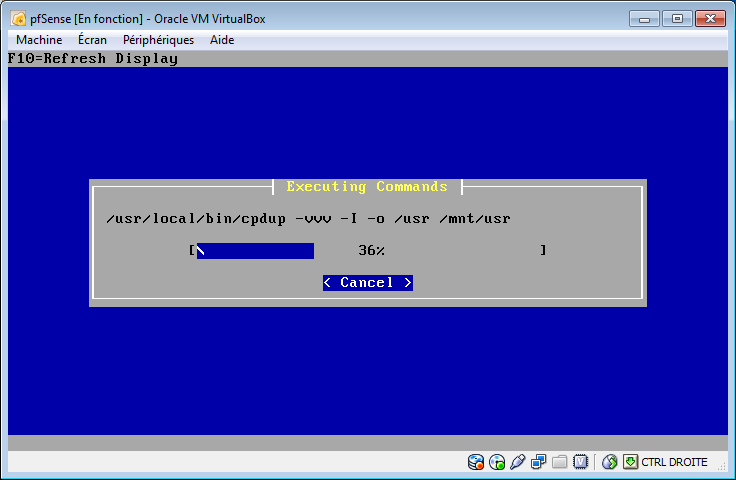 pfSense [En fonction] - Oracle VM VirtualBox
Machine Écran Périphériques Aide
F10=Refresh Display
Executing Commands
/usr/local/bin/cpdup -vvv -I -o /usr /mnt/usr
[\ 36% ]
< Cancel >
CTRL DROITE